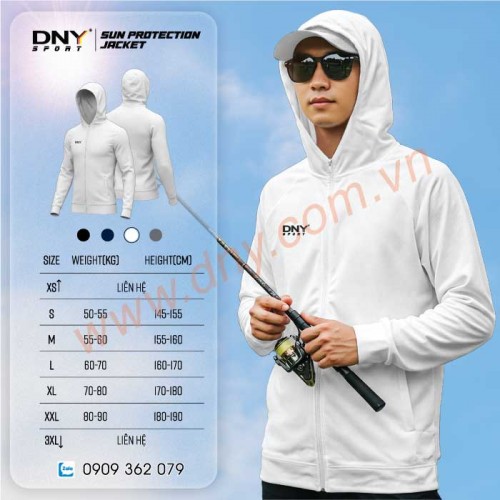 DNY SPORT
SUN PROTECTION JACKET
DNY
DNY SPORT
SIZE WEIGHT(KG) HEIGHT(CM)
XS↑ LIÊN HỆ
S 50-55 145-155
M 55-60 155-160
L 60-70 160-170
XL 70-80 170-180
XXL 80-90 180-190
3XL↓ LIÊN HỆ
Zalo 0909 362 079
www.dny.com.vn